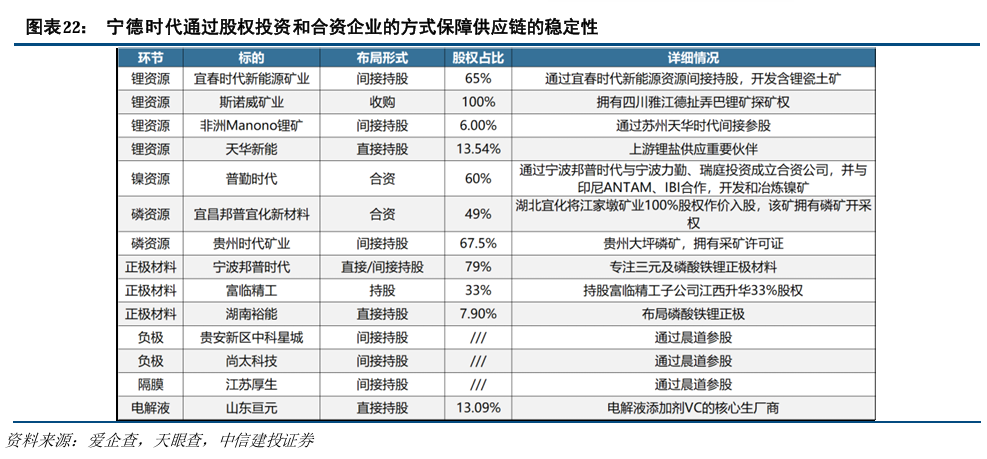 图表22： 宁德时代通过股权投资和合资企业的方式保障供应链的稳定性
环节 标的 布局形式 股权占比 详细情况
锂资源 宜春时代新能源矿业 间接持股 65% 通过宜春时代新能源资源间接持股，开发含锂瓷土矿
锂资源 斯诺威矿业 收购 100% 拥有四川雅江德扯弄巴锂矿探矿权
锂资源 非洲Manono锂矿 间接持股 6.00% 通过苏州天华时代间接参股
锂资源 天华新能 直接持股 13.54% 上游锂盐供应重要伙伴
镍资源 普勤时代 合资 60% 通过宁波邦普时代与宁波力勤、瑞庭投资成立合资公司，并与
印尼ANTAM、IBI合作，开发和冶炼镍矿
磷资源 宜昌邦普宜化新材料 合资 49% 湖北宜化将江家墩矿业100%股权作价入股，该矿拥有磷矿开采
权
磷资源 贵州时代矿业 间接持股 67.5% 贵州大坪磷矿，拥有采矿许可证
正极材料 宁波邦普时代 直接/间接持股 79% 专注三元及磷酸铁锂正极材料
正极材料 富临精工 持股 33% 持股富临精工子公司江西升华33%股权
正极材料 湖南裕能 直接持股 7.90% 布局磷酸铁锂正极
负极 贵安新区中科星城 间接持股 /// 通过晨道参股
负极 尚太科技 间接持股 /// 通过晨道参股
隔膜 江苏厚生 间接持股 /// 通过晨道参股
电解液 山东亘元 直接持股 13.09% 电解液添加剂VC的核心生厂商
资料来源：爱企查，天眼查，中信建投证券